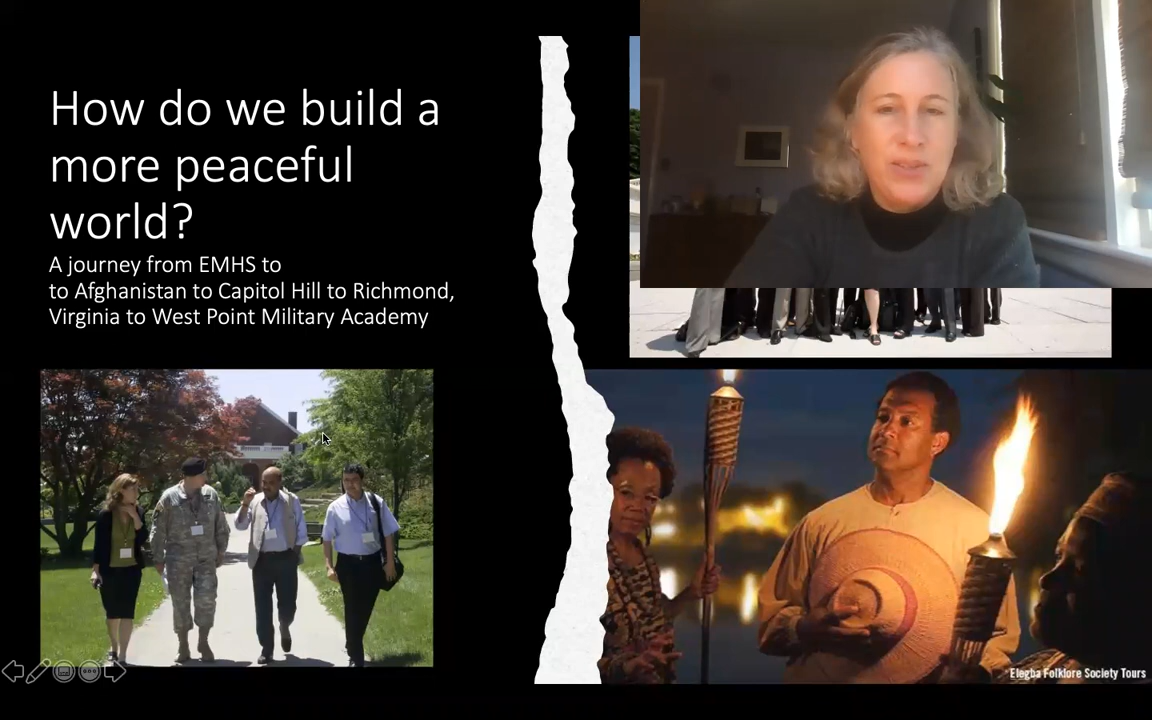 How do we build a
more peaceful
world?
A journey from EMHS to
to Afghanistan to Capitol Hill to Richmond,
Virginia to West Point Military Academy
Elegba Folklore Society Tours